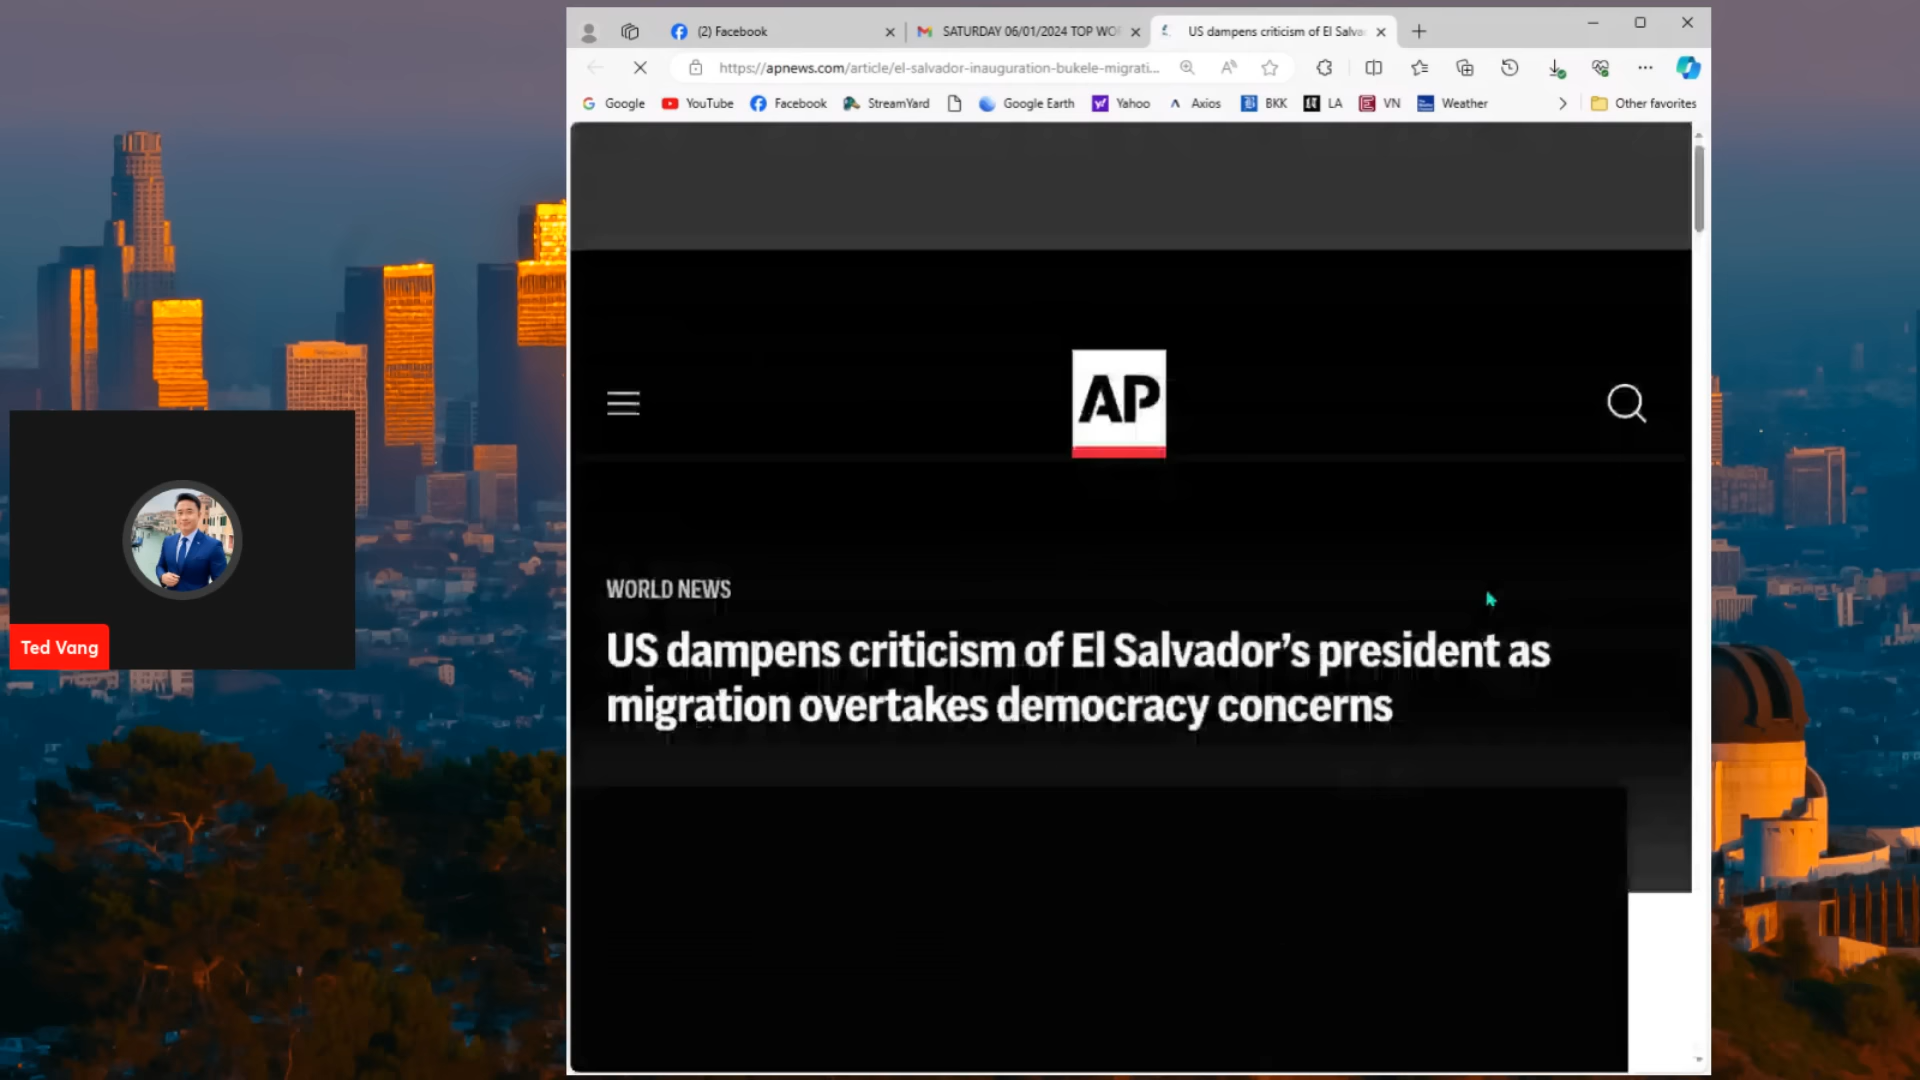 (2) Facebook
SATURDAY 06/01/2024 TOP WO
US dampens criticism of El Salva
https://apnews.com/article/el-salvador-inauguration-bukele-migrati...
Google
YouTube
Facebook
StreamYard
Google Earth
Yahoo
Axios
BKK
LA
VN
Weather
Other favorites
AP
WORLD NEWS
US dampens criticism of El Salvador’s president as
migration overtakes democracy concerns
Ted Vang